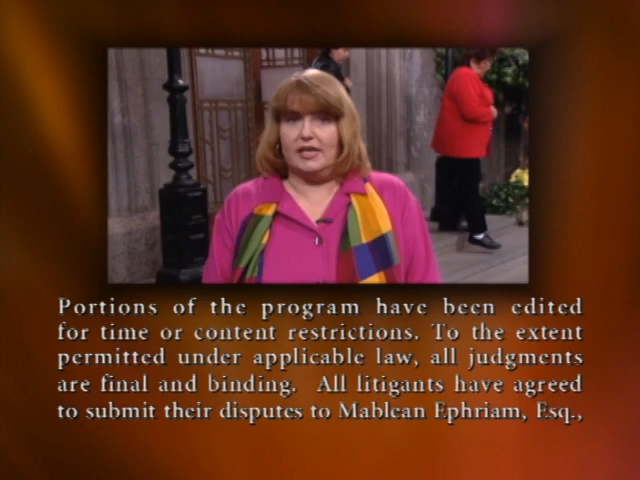 Portions of the program have been edited
for time or content restrictions. To the extent
permitted under applicable law, all judgments
are final and binding. All litigants have agreed
to submit their disputes to Mablean Ephriam, Esq.,